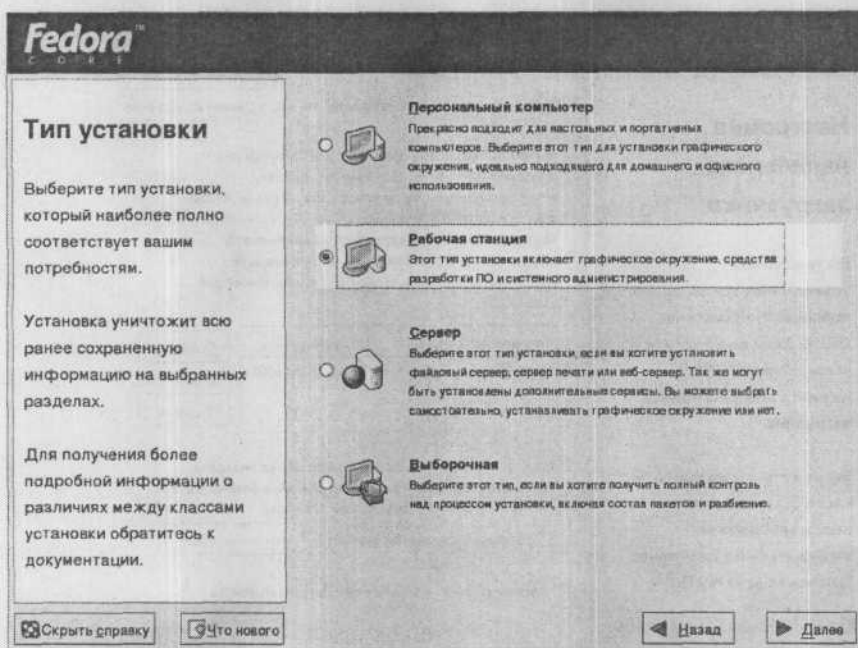 Fedora™
CORE
Тип установки
Выберите тип установки,
который наиболее полно
соответствует вашим
потребностям.
Установка уничтожит всю
ранее сохраненную
информацию на выбранных
разделах.
Для получения более
подробной информации о
различиях между классами
установки обратитесь к
документации.
Персональный компьютер
Прекрасно подходит для настольных и портативных
компьютеров. Выберите этот тип для установки графического
окружения, идеально подходящего для домашнего и офисного
использования.
Рабочая станция
Этот тип установки включает графическое окружение, средства
разработки ПО и системного администрирования.
Сервер
Выберите этот тип установки, если вы хотите установить
файловый сервер, сервер печати или веб-сервер. Так же могут
быть установлены дополнительные сервисы. Вы можете выбрать
самостоятельно, устанавливать графическое окружение или нет.
Выборочная
Выберите этот тип, если вы хотите получить полный контроль
над процессом установки, включая состав пакетов и разбиение.
Скрыть справку
Что нового
Назад
Далее